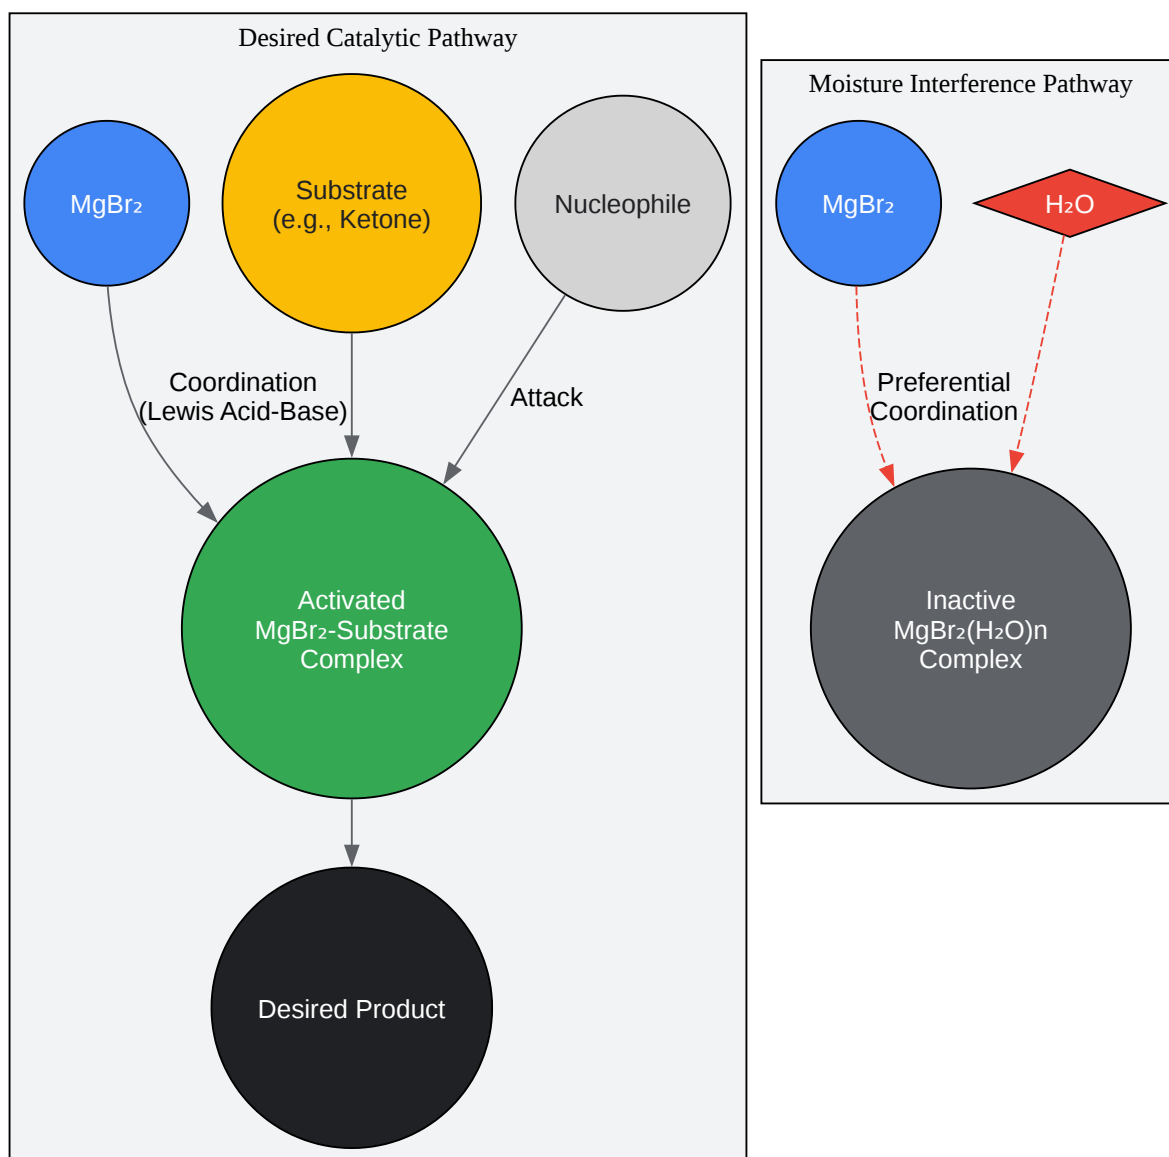 Desired Catalytic Pathway
MgBr₂
Substrate
(e.g., Ketone)
Nucleophile
Coordination
(Lewis Acid-Base)
Attack
Activated
MgBr₂-Substrate
Complex
Desired Product
Moisture Interference Pathway
MgBr₂
H₂O
Preferential
Coordination
Inactive
MgBr₂(H₂O)n
Complex